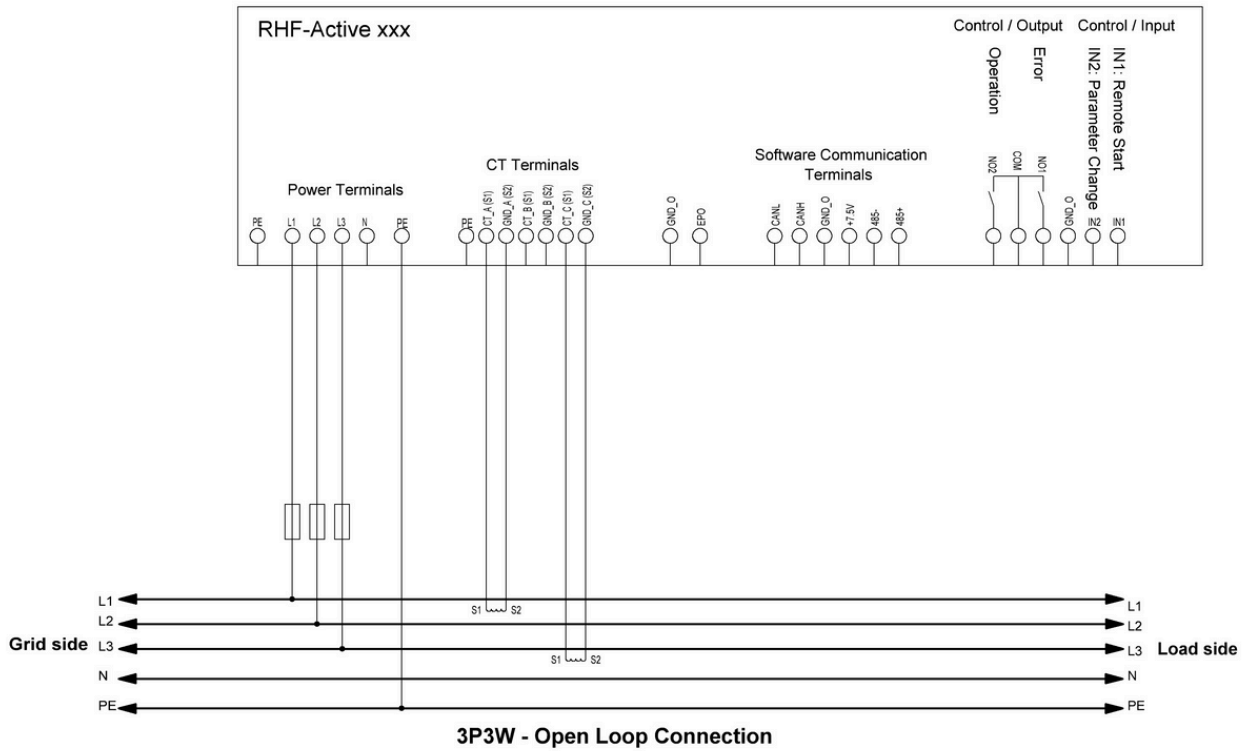 RHF-Active xxx
Control / Output
Control / Input
Operation
Error
IN2: Parameter Change
IN1: Remote Start
Power Terminals
CT Terminals
Software Communication
Terminals
PE
L1
L2
L3
N
PE
PE
CT_A (S1)
GND_A (S2)
CT_B (S1)
GND_B (S2)
CT_C (S1)
GND_C (S2)
GND_O
EPO
CANL
CANH
GND_O
+7.5V
485-
485+
NO2
COM
NO1
GND_O
IN2
IN1
S1 S2
S1 S2
Grid side
L1
L2
L3
N
PE
L1
L2
L3
N
PE
Load side
3P3W - Open Loop Connection